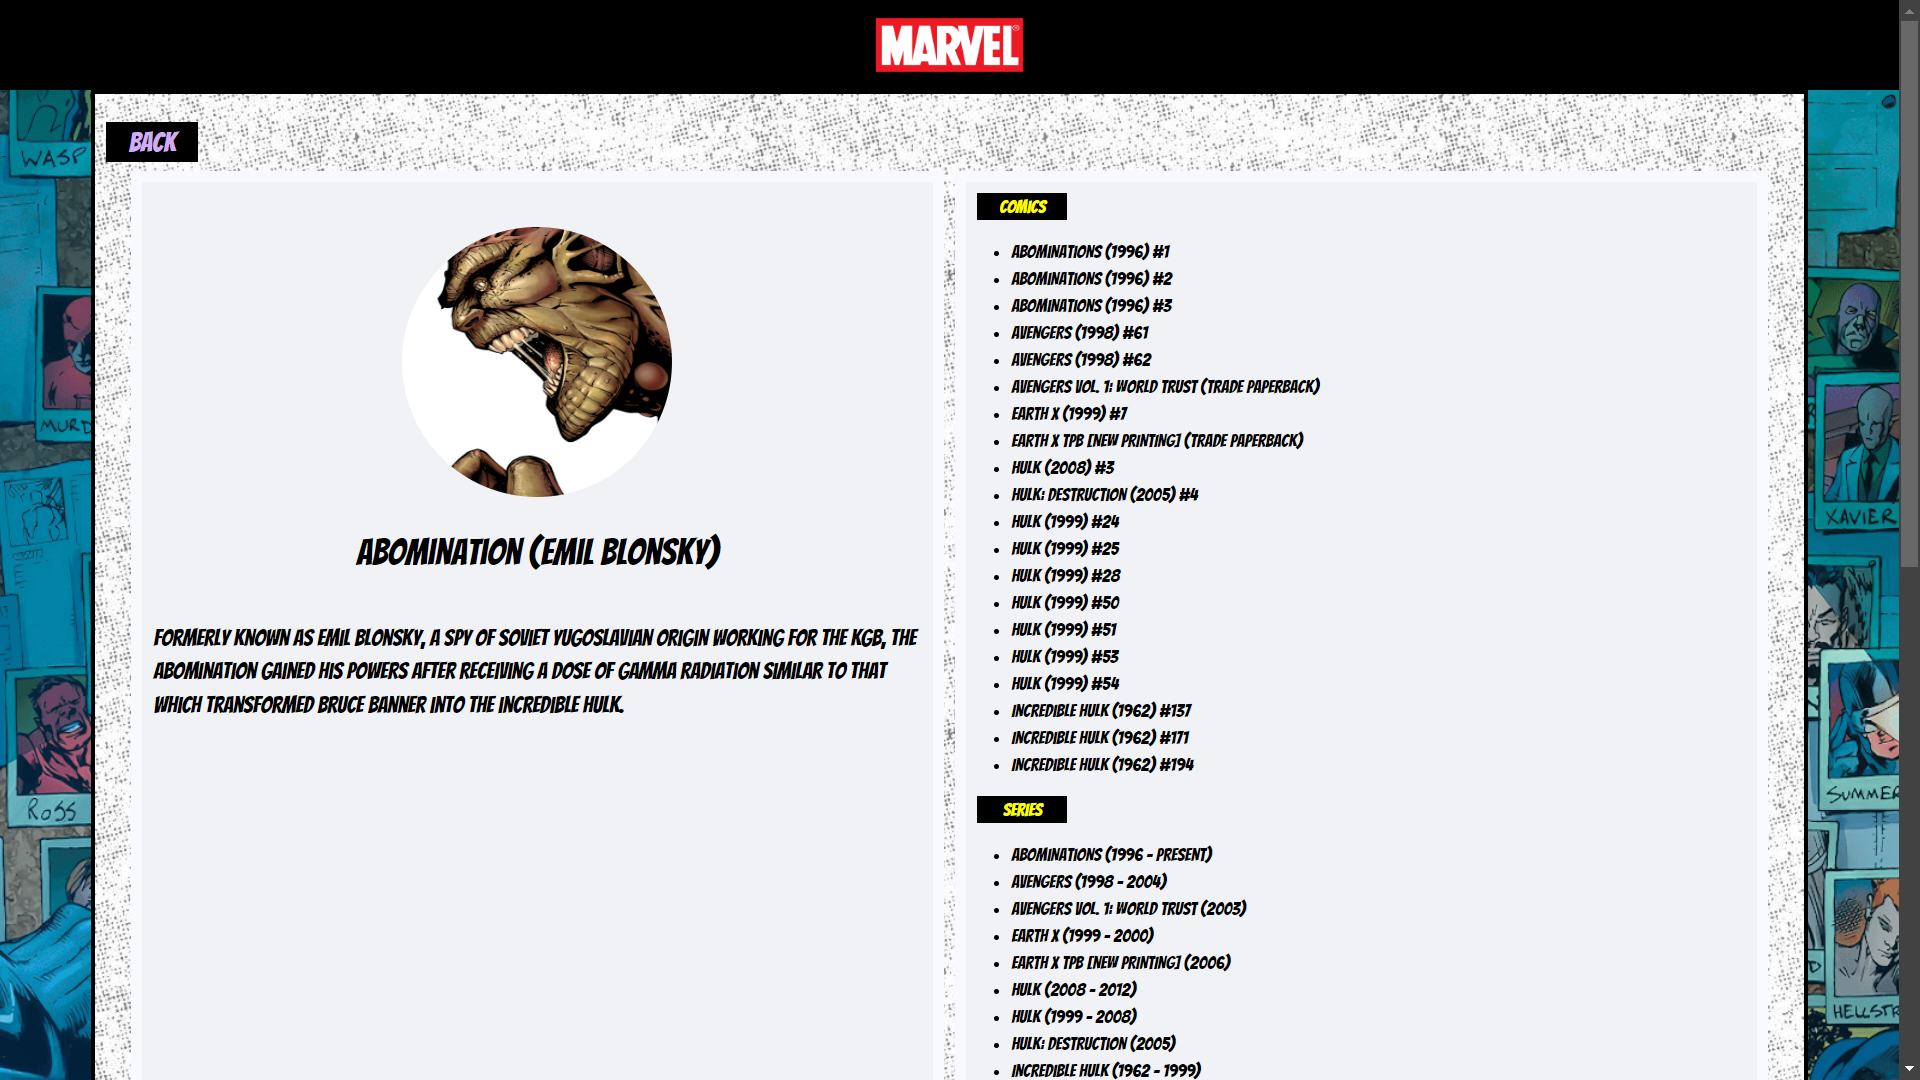 MARVEL
BACK
ABOMINATION (EMIL BLONSKY)
FORMERLY KNOWN AS EMIL BLONSKY, A SPY OF SOVIET YUGOSLAVIAN ORIGIN WORKING FOR THE KGB, THE
ABOMINATION GAINED HIS POWERS AFTER RECEIVING A DOSE OF GAMMA RADIATION SIMILAR TO THAT
WHICH TRANSFORMED BRUCE BANNER INTO THE INCREDIBLE HULK.
COMICS
ABOMINATIONS (1996) #1
ABOMINATIONS (1996) #2
ABOMINATIONS (1996) #3
AVENGERS (1998) #61
AVENGERS (1998) #62
AVENGERS VOL. 1: WORLD TRUST (TRADE PAPERBACK)
EARTH X (1999) #7
EARTH X TPB [NEW PRINTING] (TRADE PAPERBACK)
HULK (2008) #3
HULK: DESTRUCTION (2005) #4
HULK (1999) #24
HULK (1999) #25
HULK (1999) #28
HULK (1999) #50
HULK (1999) #51
HULK (1999) #53
HULK (1999) #54
INCREDIBLE HULK (1962) #137
INCREDIBLE HULK (1962) #171
INCREDIBLE HULK (1962) #194
SERIES
ABOMINATIONS (1996 - PRESENT)
AVENGERS (1998 - 2004)
AVENGERS VOL. 1: WORLD TRUST (2003)
EARTH X (1999 - 2000)
EARTH X TPB [NEW PRINTING] (2006)
HULK (2008 - 2012)
HULK (1999 - 2008)
HULK: DESTRUCTION (2005)
INCREDIBLE HULK (1962 - 1999)
WASP
MURD
ROSS
XAVIER
SUMMER
HELLSTR